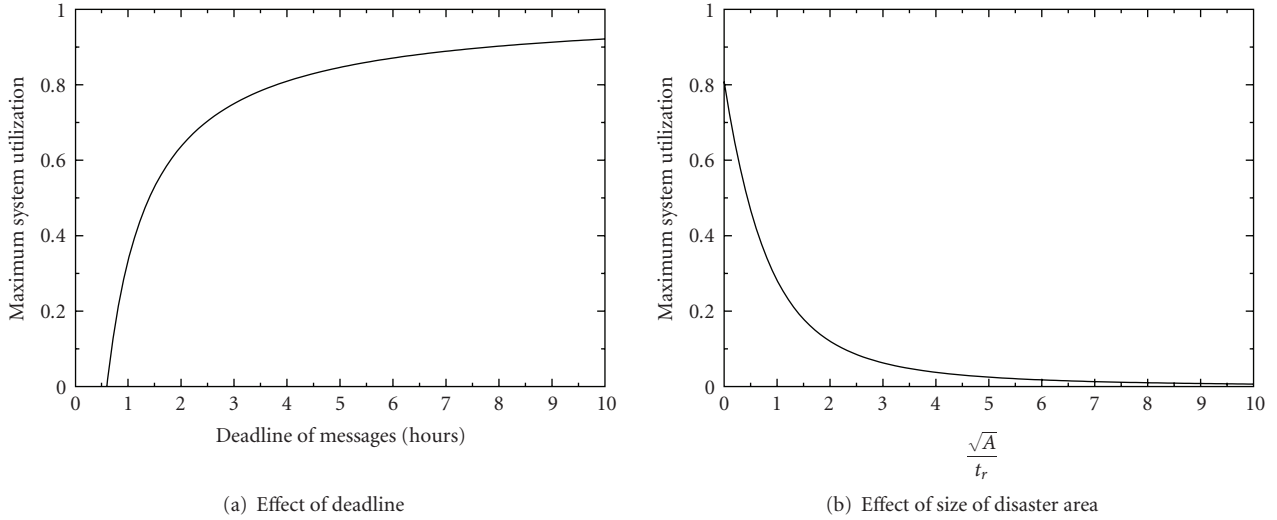 Maximum system utilization
1
0.8
0.6
0.4
0.2
0
0 1 2 3 4 5 6 7 8 9 10
Deadline of messages (hours)
(a) Effect of deadline
Maximum system utilization
1
0.8
0.6
0.4
0.2
0
0 1 2 3 4 5 6 7 8 9 10
√A
t_r
(b) Effect of size of disaster area